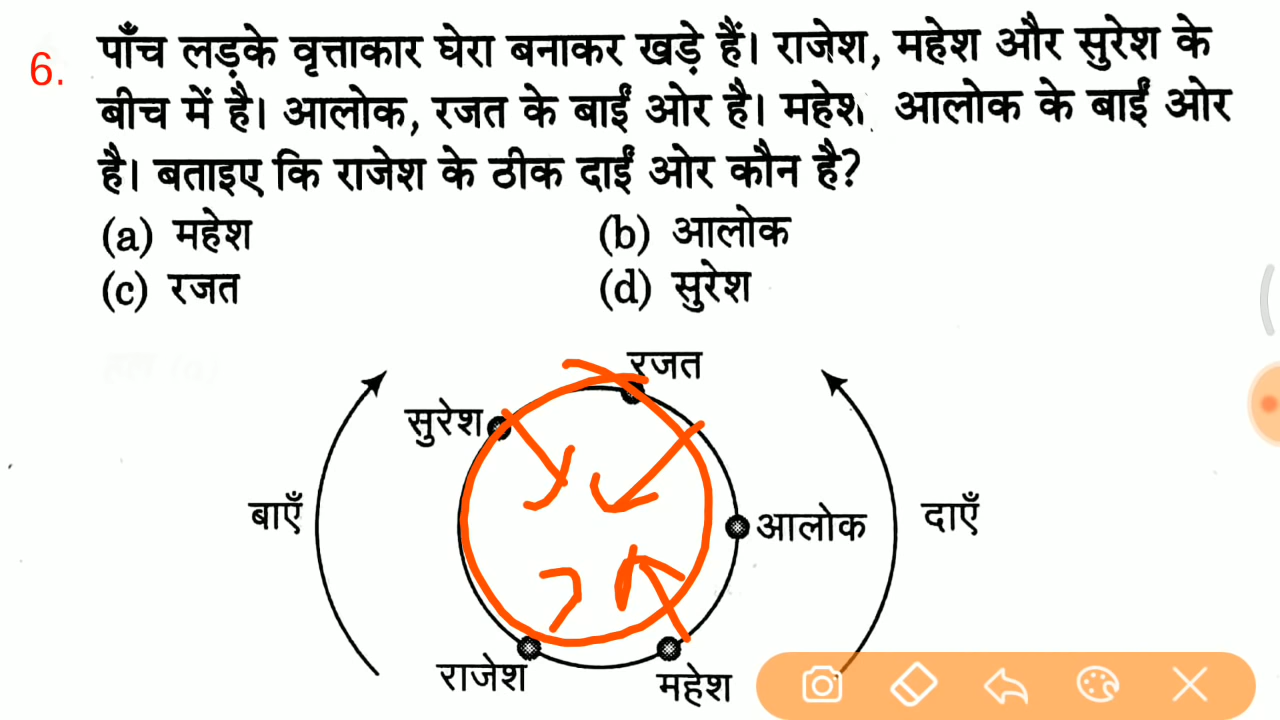 6. पाँच लड़के वृत्ताकार घेरा बनाकर खड़े हैं। राजेश, महेश और सुरेश के
बीच में है। आलोक, रजत के बाईं ओर है। महेश आलोक के बाईं ओर
है। बताइए कि राजेश के ठीक दाईं ओर कौन है?
(a) महेश (b) आलोक
(c) रजत (d) सुरेश
रजत
सुरेश
बाएँ
आलोक
दाएँ
राजेश
महेश